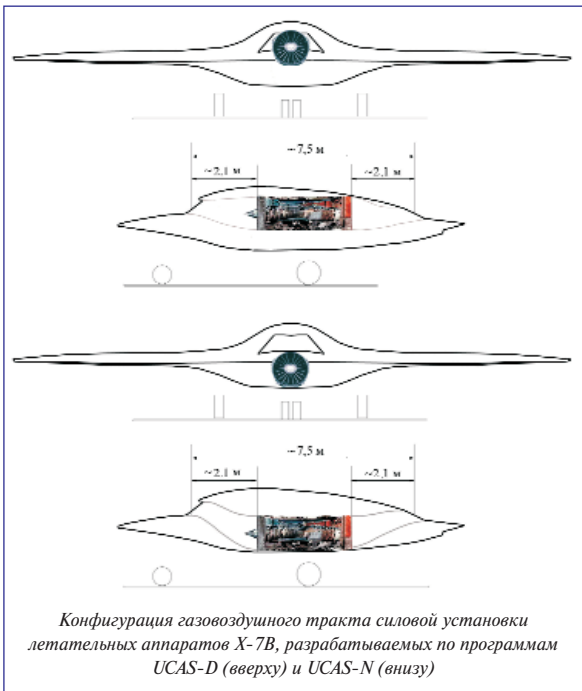 ~7,5 м
~2,1 м
~2,1 м
~7,5 м
~2,1 м
~2,1 м
Конфигурация газовоздушного тракта силовой установки
летательных аппаратов Х-7В, разрабатываемых по программам
UCAS-D (вверху) и UCAS-N (внизу)